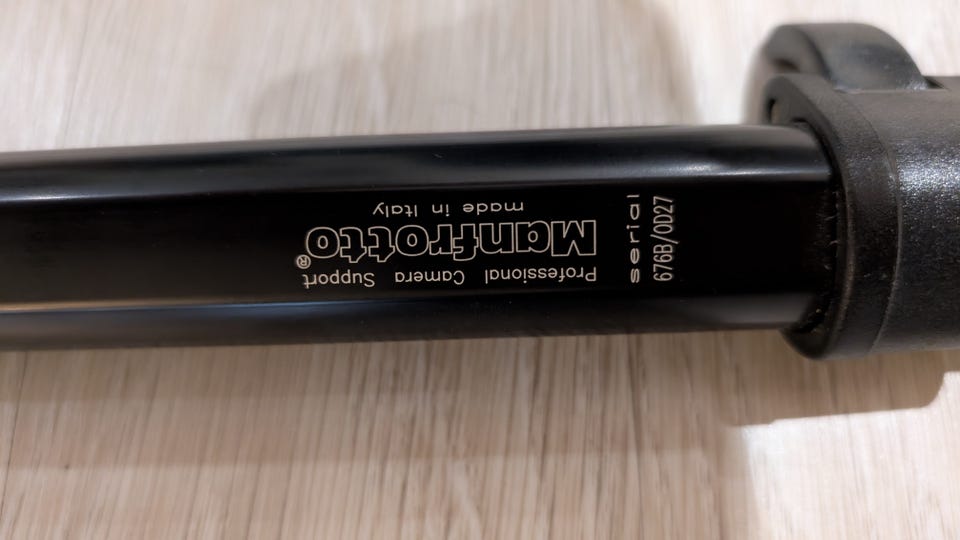 Professional Camera Support
Manfrotto®
made in Italy
serial
676B/0D27